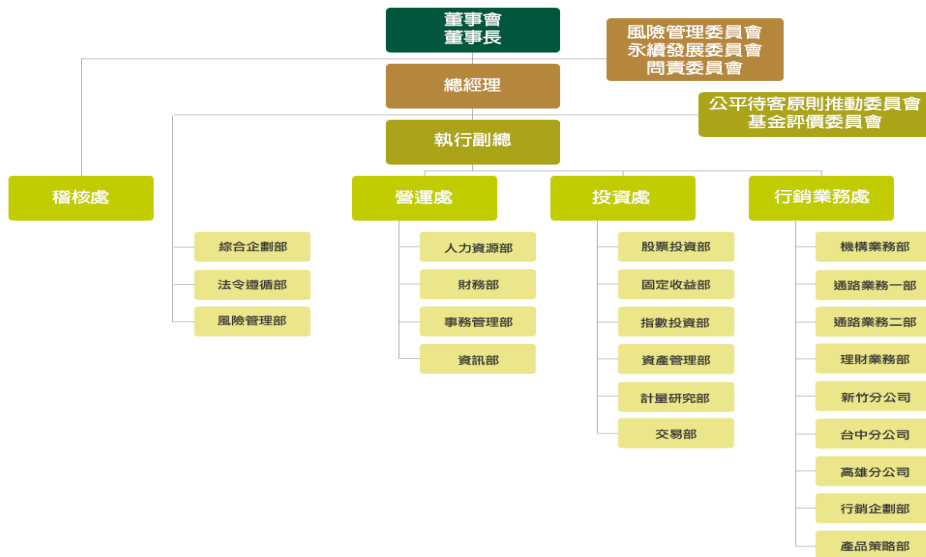 董事會
董事長
風險管理委員會
永續發展委員會
問責委員會
總經理
公平待客原則推動委員會
基金評價委員會
執行副總
稽核處
營運處
投資處
行銷業務處
綜合企劃部
法令遵循部
風險管理部
人力資源部
財務部
事務管理部
資訊部
股票投資部
固定收益部
指數投資部
資產管理部
計量研究部
交易部
機構業務部
通路業務一部
通路業務二部
理財業務部
新竹分公司
台中分公司
高雄分公司
行銷企劃部
產品策略部